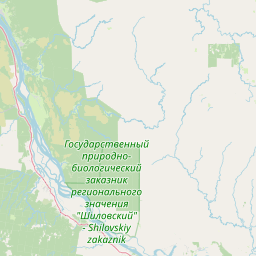 Государственный
природно-
биологический
заказник
регионального
значения
"Шиловский"
- Shilovskiy
zakaznik